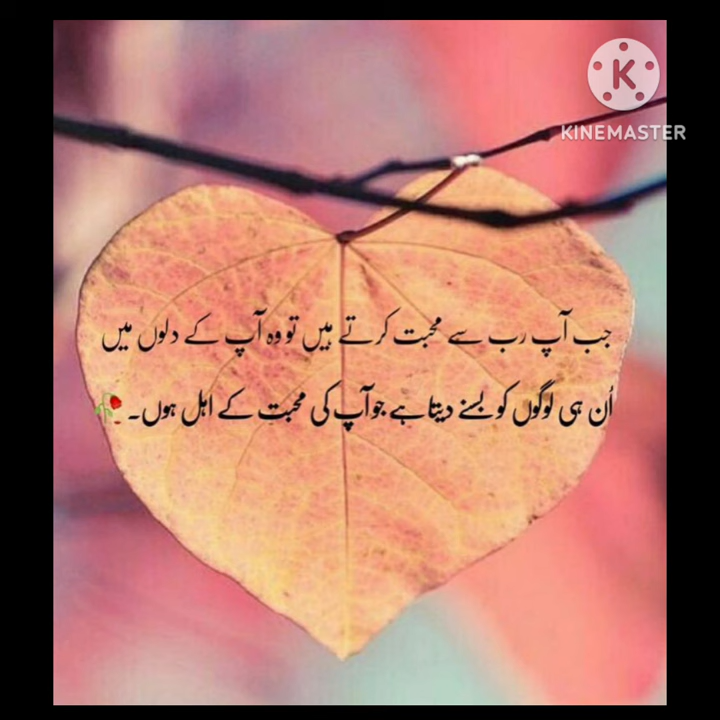 KINEMASTER
جب آپ رب سے محبت کرتے ہیں تو وہ آپ کے دلوں میں
اُن ہی لوگوں کو بسنے دیتا ہے جو آپ کی محبت کے اہل ہوں۔ 🥀